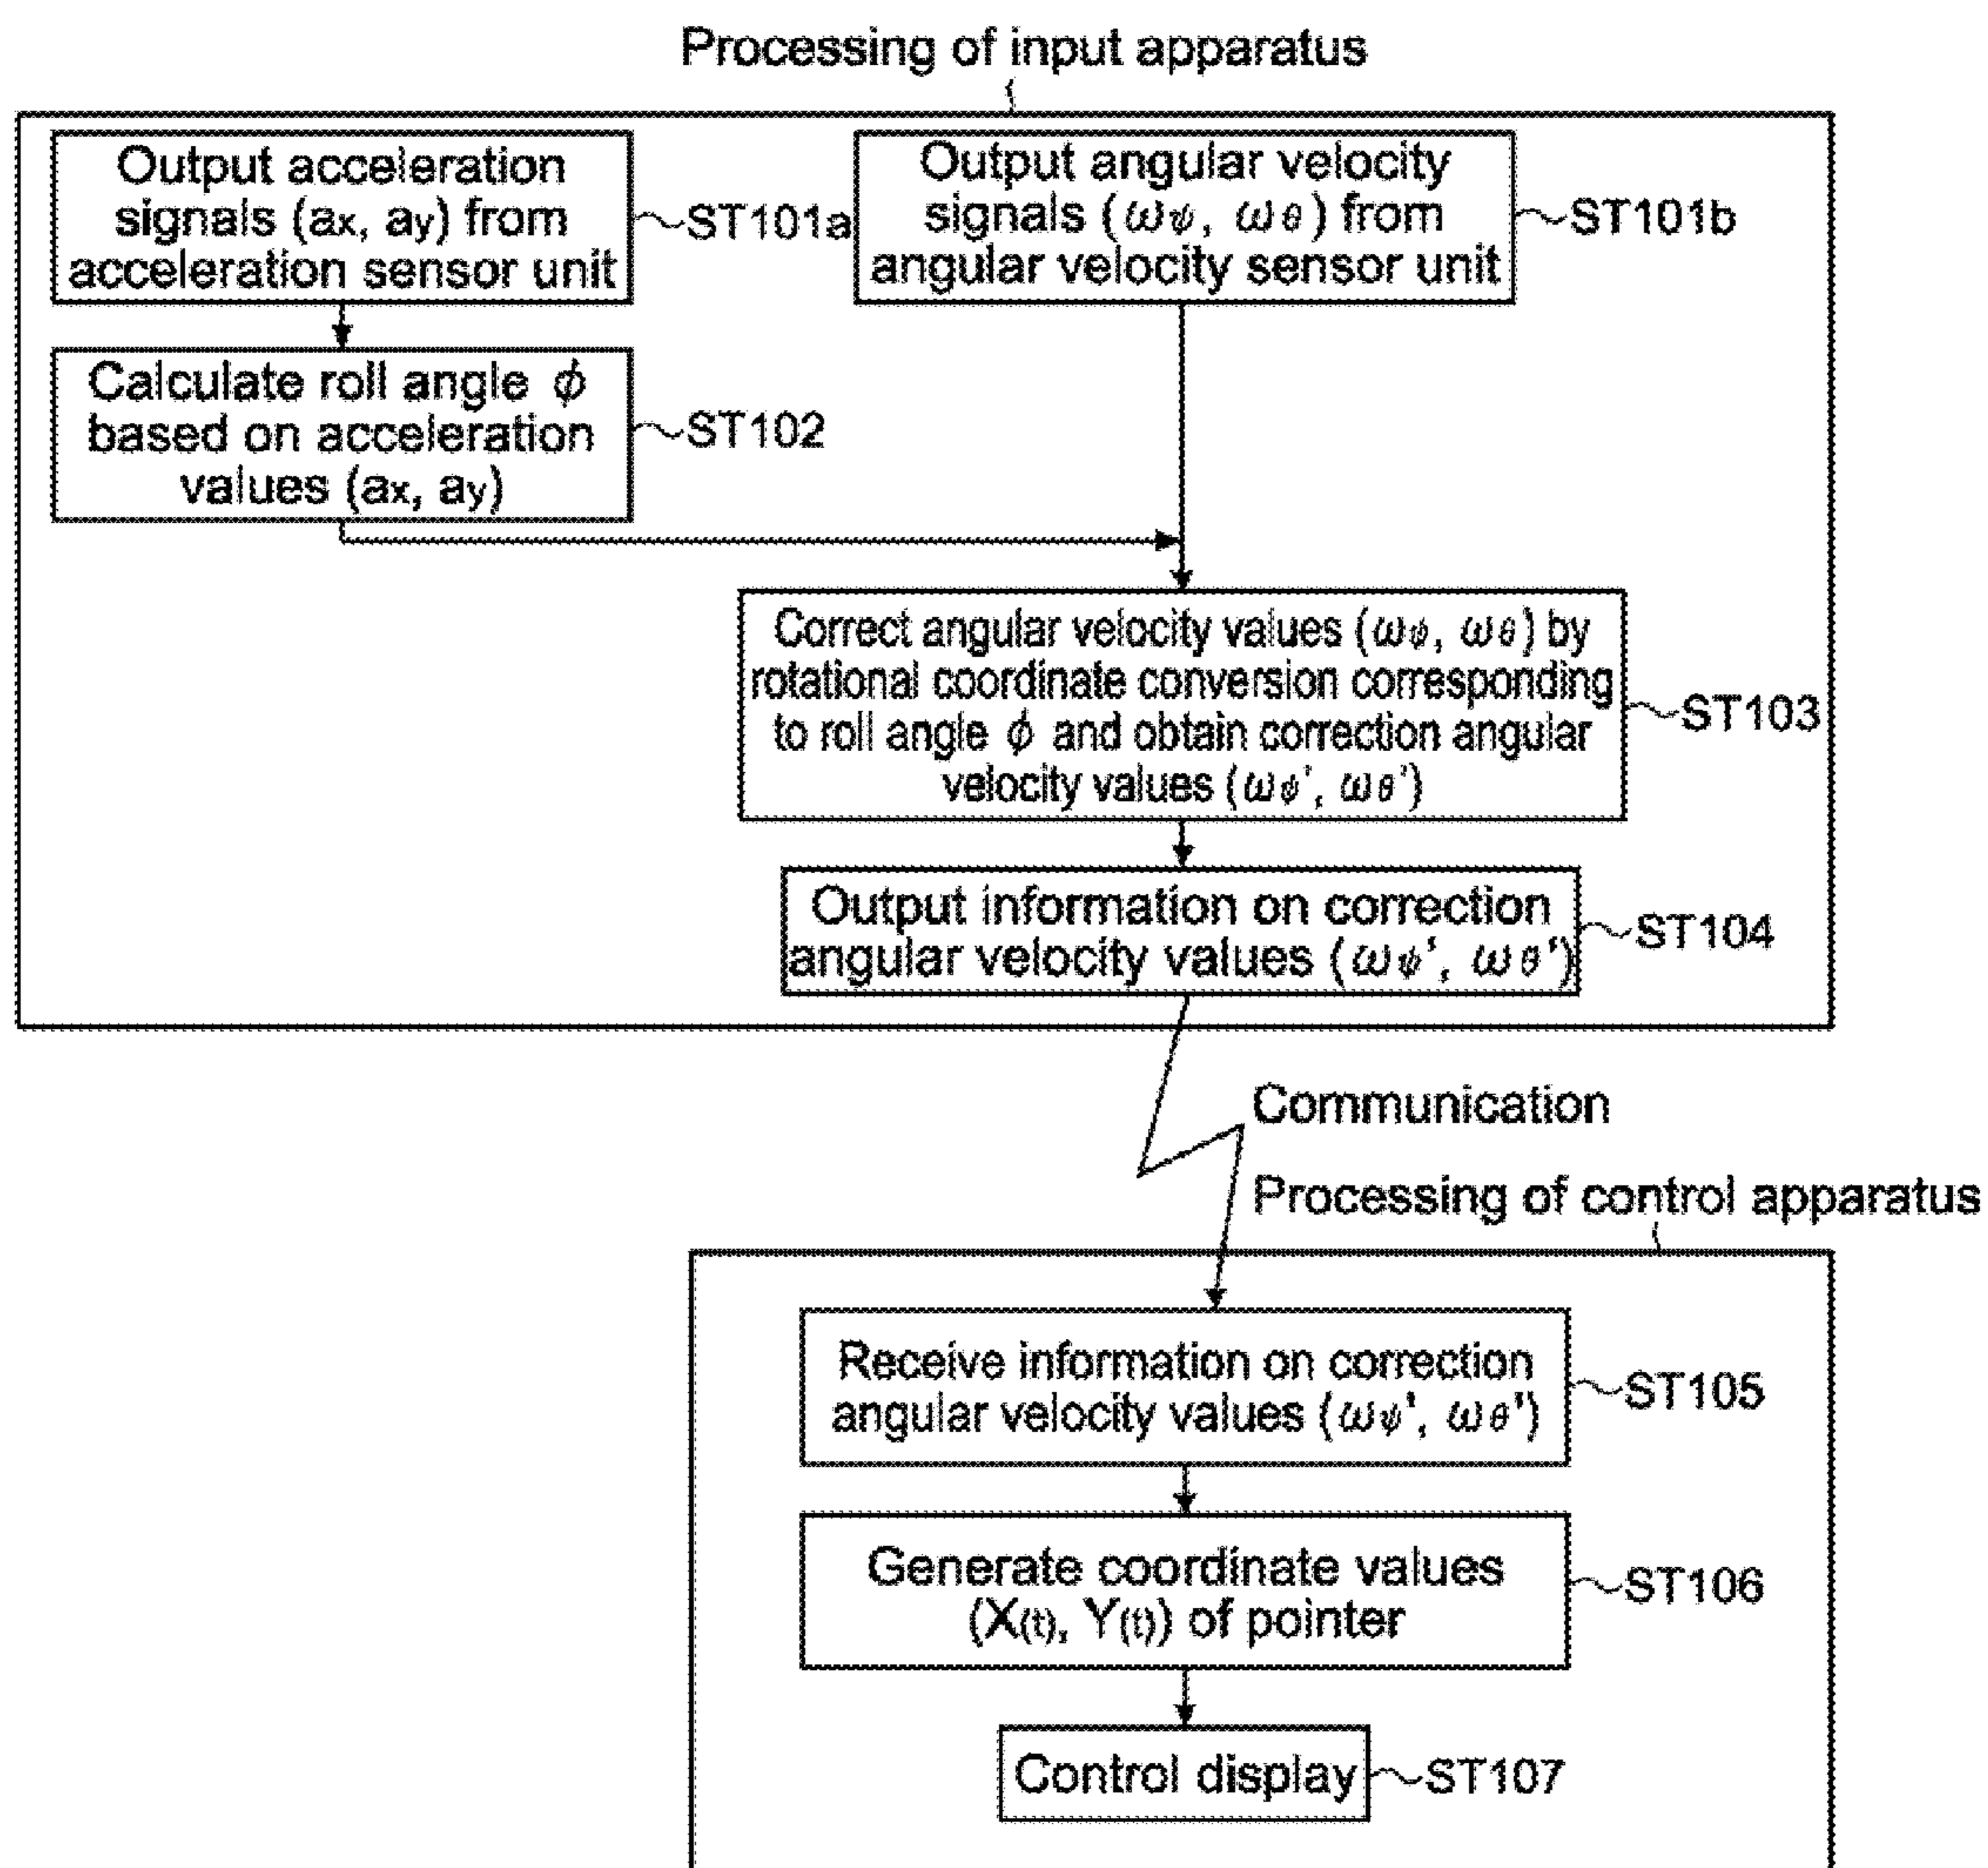 Processing of input apparatus
Output acceleration
signals (ax, ay) from
acceleration sensor unit
ST101a
Output angular velocity
signals (ωψ, ωθ) from
angular velocity sensor unit
ST101b
Calculate roll angle ϕ
based on acceleration
values (ax, ay)
ST102
Correct angular velocity values (ωψ, ωθ) by
rotational coordinate conversion corresponding
to roll angle ϕ and obtain correction angular
velocity values (ωψ', ωθ')
ST103
Output information on correction
angular velocity values (ωψ', ωθ')
ST104
Communication
Processing of control apparatus
Receive information on correction
angular velocity values (ωψ', ωθ')
ST105
Generate coordinate values
(X(t), Y(t)) of pointer
ST106
Control display
ST107